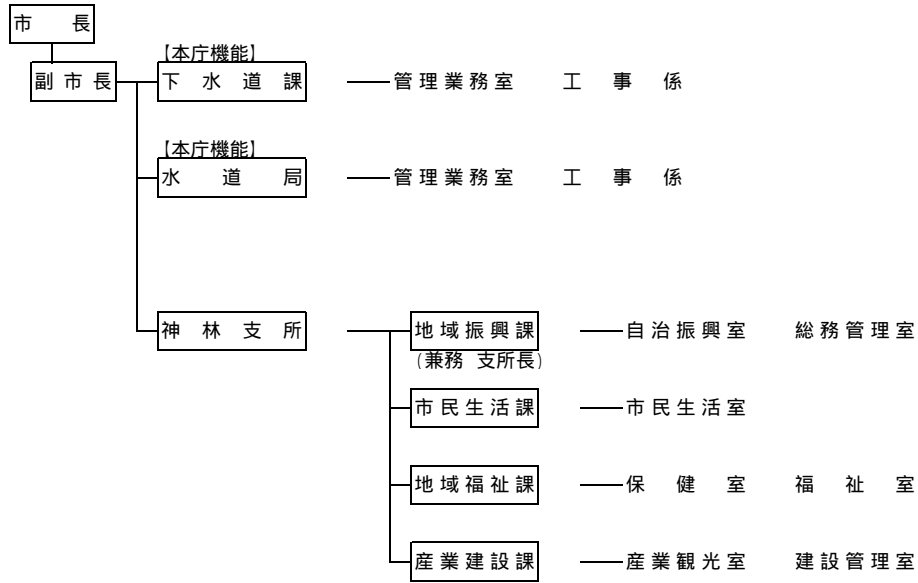 市　長
【本庁機能】
副市長 下水道課 管理業務室 工事係
【本庁機能】
水道局 管理業務室 工事係
神林支所 地域振興課 自治振興室 総務管理室
(兼務 支所長)
市民生活課 市民生活室
地域福祉課 保健室 福祉室
産業建設課 産業観光室 建設管理室